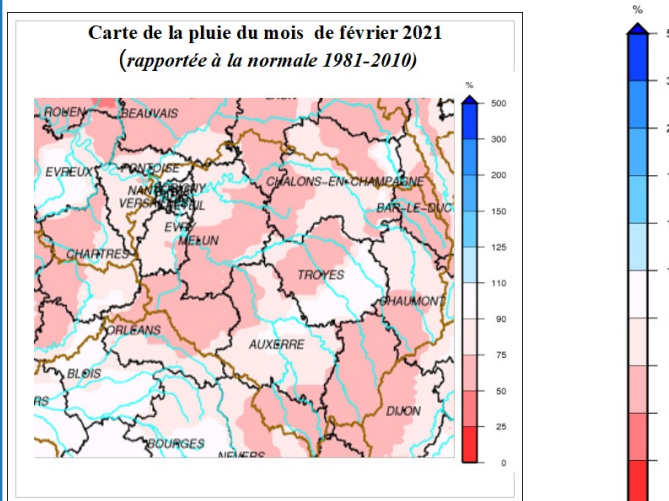 Carte de la pluie du mois de février 2021
(rapportée à la normale 1981-2010)
%
500
300
200
150
125
110
90
75
50
25
0
ROUEN
BEAUVAIS
EVREUX
PONTOISE
CHALONS-EN-CHAMPAGNE
BAR-LE-DUC
EVRY
MELUN
CHARTRES
TROYES
CHAUMONT
ORLEANS
AUXERRE
BLOIS
RS
DIJON
BOURGES
NEVERS
%